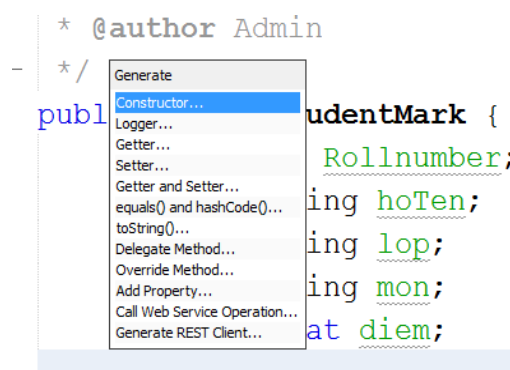 * @author Admin
*/
publ udentMark {
Rollnumber;
ing hoTen;
ing lop;
ing mon;
at diem;
Generate
Constructor...
Logger...
Getter...
Setter...
Getter and Setter...
equals() and hashCode()...
toString()...
Delegate Method...
Override Method...
Add Property...
Call Web Service Operation...
Generate REST Client...